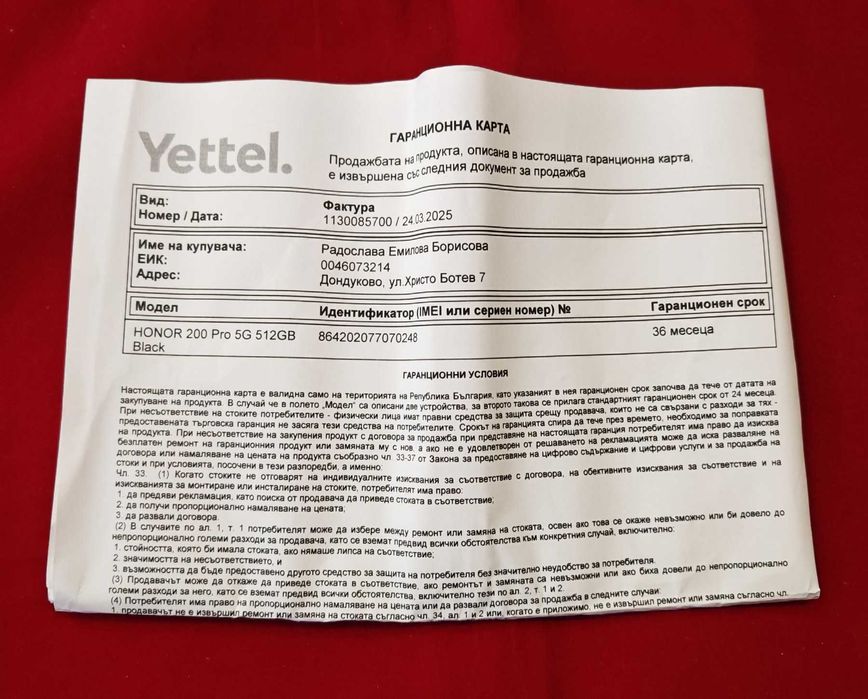 Yettel.
ГАРАНЦИОННА КАРТА
Продажбата на продукта, описана в настоящата гаранционна карта,
е извършена със следния документ за продажба
Вид: Фактура
Номер / Дата: 1130085700 / 24.03.2025
Име на купувача: Радослава Емилова Борисова
ЕИК: 0046073214
Адрес: Дондуково, ул.Христо Ботев 7
Модел Идентификатор (IMEI или сериен номер) № Гаранционен срок
HONOR 200 Pro 5G 512GB 864202077070248 36 месеца
Black
ГАРАНЦИОННИ УСЛОВИЯ
Настоящата гаранционна карта е валидна само на територията на Република България, като указаният в нея гаранционен срок започва да тече от датата на
закупуване на продукта. В случай че в полето „Модел“ са описани две устройства, за второто такова се прилага стандартният гаранционен срок от 24 месеца.
При несъответствие на стоките потребителите - физически лица имат правни средства за защита срещу продавача, които не са свързани с разходи за тях -
предоставената търговска гаранция не засяга тези средства на потребителите. Срокът на гаранцията спира да тече през времето, необходимо за поправката
на продукта. При несъответствие на закупения продукт с договора за продажба при представяне на настоящата гаранция потребителят има право да изисква
безплатен ремонт на гаранционния продукт или замяната му с нов, а ако не е удовлетворен от решаването на рекламацията може да иска разваляне на
договора или намаляване на цената на продукта съобразно чл. 33-37 от Закона за предоставяне на цифрово съдържание и цифрови услуги и за продажба на
стоки и при условията, посочени в тези разпоредби, а именно:
Чл. 33. (1) Когато стоките не отговарят на индивидуалните изисквания за съответствие с договора, на обективните изисквания за съответствие и на
изискванията за монтиране или инсталиране на стоките, потребителят има право:
1. да предяви рекламация, като поиска от продавача да приведе стоката в съответствие;
2. да получи пропорционално намаляване на цената;
3. да развали договора.
(2) В случаите по ал. 1, т. 1 потребителят може да избере между ремонт или замяна на стоката, освен ако това се окаже невъзможно или би довело до
непропорционално големи разходи за продавача, като се вземат предвид всички обстоятелства към конкретния случай, включително:
1. стойността, която би имала стоката, ако нямаше липса на съответствие;
2. значимостта на несъответствието, и
3. възможността да бъде предоставено другото средство за защита на потребителя без значително неудобство за потребителя.
(3) Продавачът може да откаже да приведе стоката в съответствие, ако ремонтът и замяната са невъзможни или ако биха довели до непропорционално
големи разходи за него, като се вземат предвид всички обстоятелства, включително тези по ал. 2, т. 1 и 2.
(4) Потребителят има право на пропорционално намаляване на цената или да развали договора за продажба в следните случаи:
1. продавачът не е извършил ремонт или замяна на стоката съгласно чл. 34, ал. 1 и 2 или, когато е приложимо, не е извършил ремонт или замяна съгласно чл.